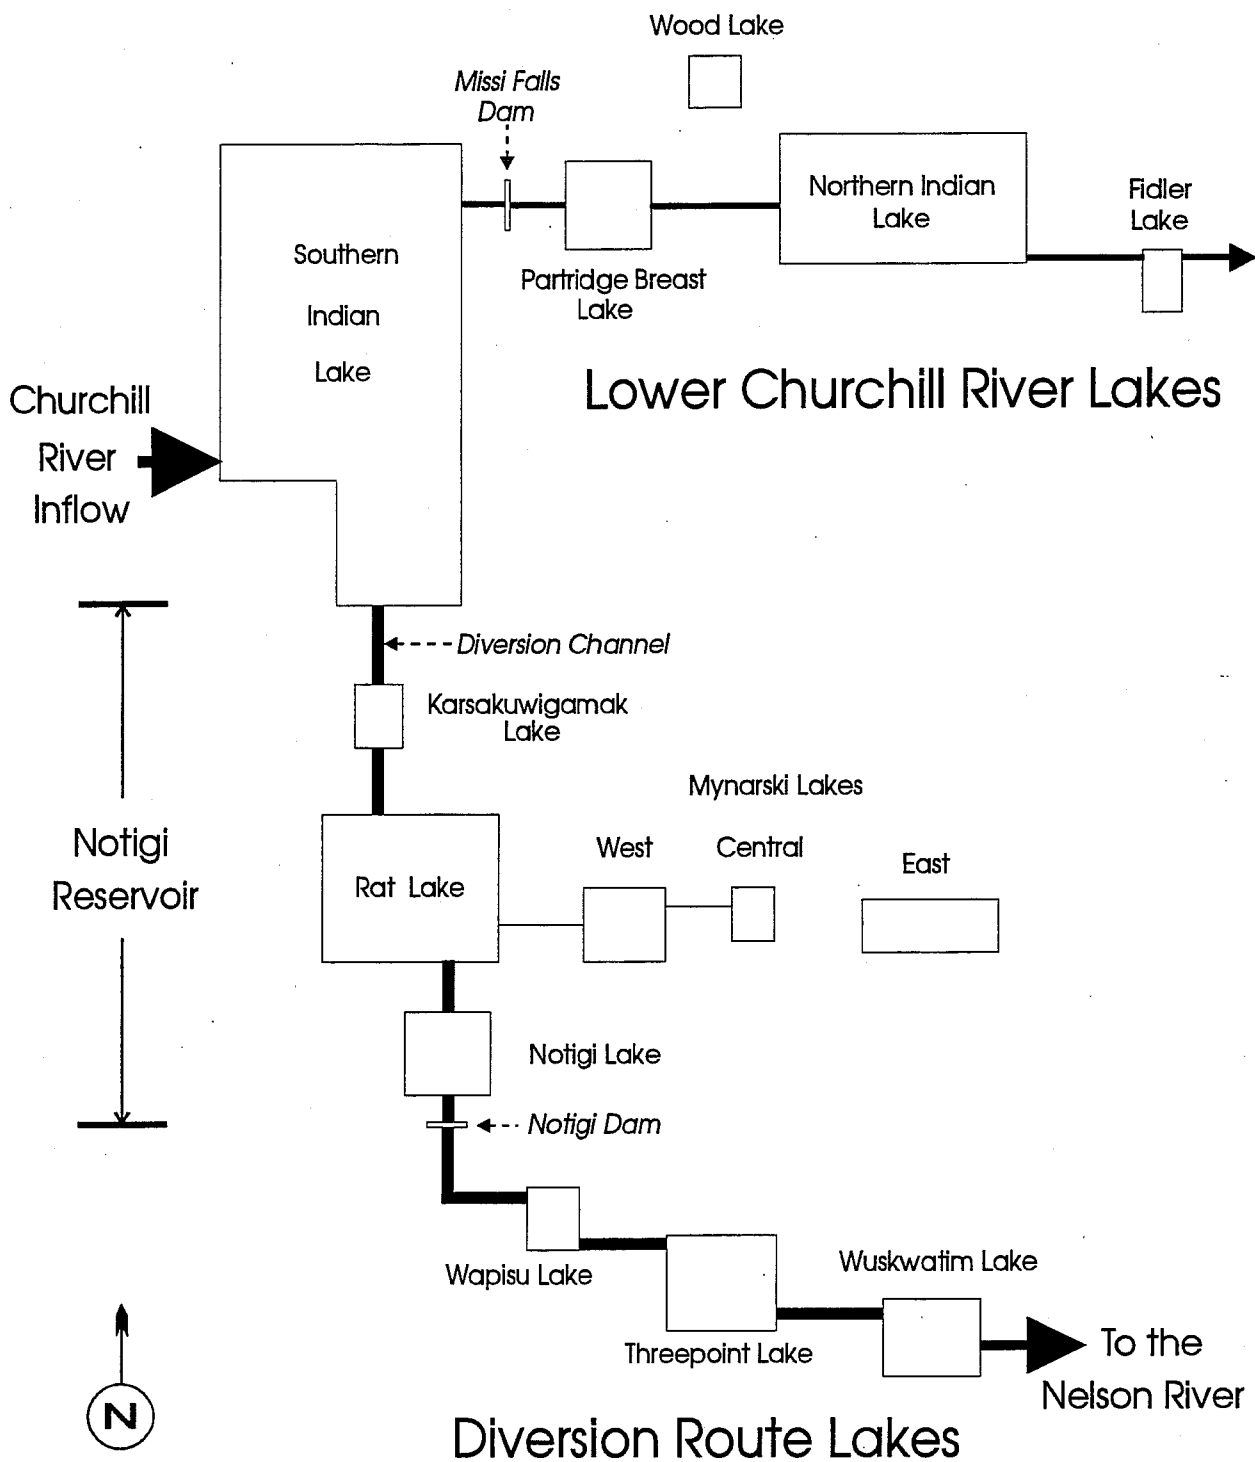 Wood Lake
Missi Falls
Dam
Northern Indian
Lake
Fidler
Lake
Southern
Indian
Lake
Partridge Breast
Lake
Lower Churchill River Lakes
Churchill
River
Inflow
Diversion Channel
Karsakuwigamak
Lake
Mynarski Lakes
West
Central
East
Notigi
Reservoir
Rat Lake
Notigi Lake
Notigi Dam
Wapisu Lake
Wuskwatim Lake
Threepoint Lake
To the
Nelson River
N
Diversion Route Lakes